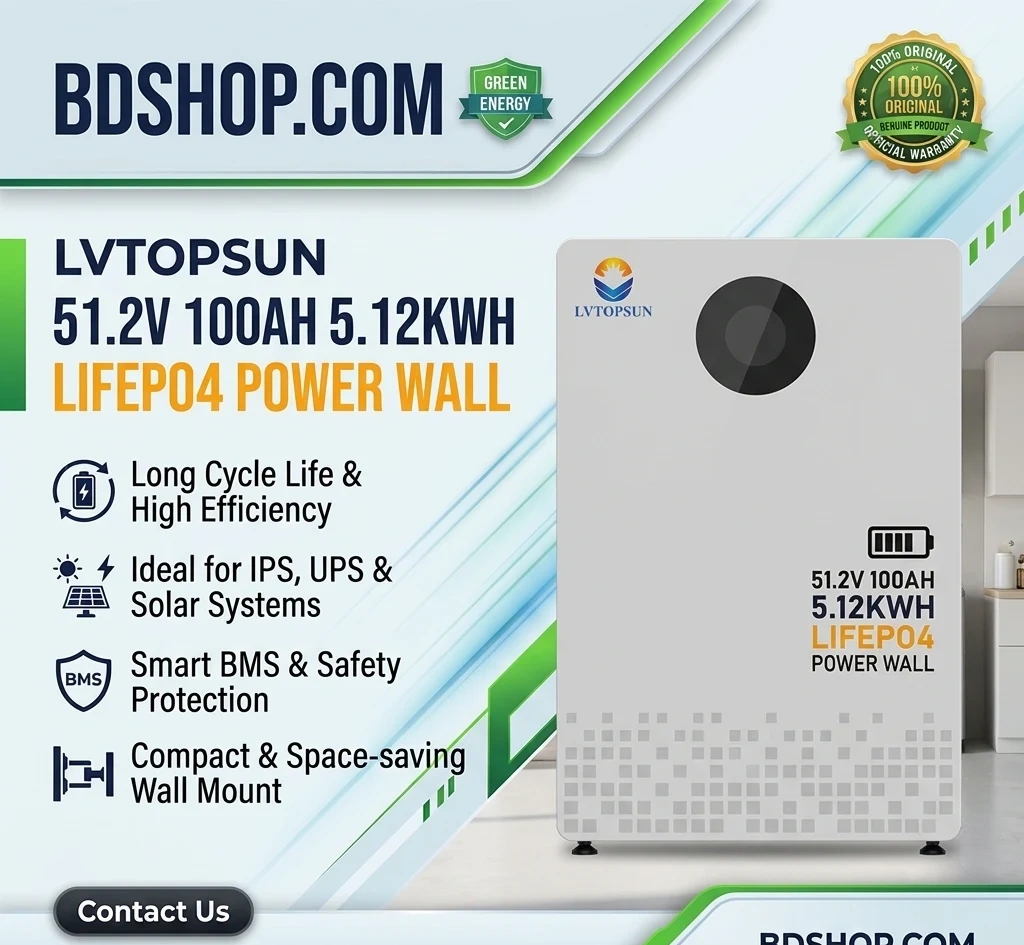 BDSHOP.COM
GREEN
ENERGY
100% ORIGINAL
100%
ORIGINAL
BERUINE PRODOOT
OFFICIAL WARRANTY
LVTOPSUN
51.2V 100AH 5.12KWH
LIFEPO4 POWER WALL
Long Cycle Life &
High Efficiency
Ideal for IPS, UPS &
Solar Systems
BMS
Smart BMS & Safety
Protection
Compact & Space-saving
Wall Mount
LVTOPSUN
51.2V 100AH
5.12KWH
LIFEPO4
POWER WALL
Contact Us
BDSHOP.COM